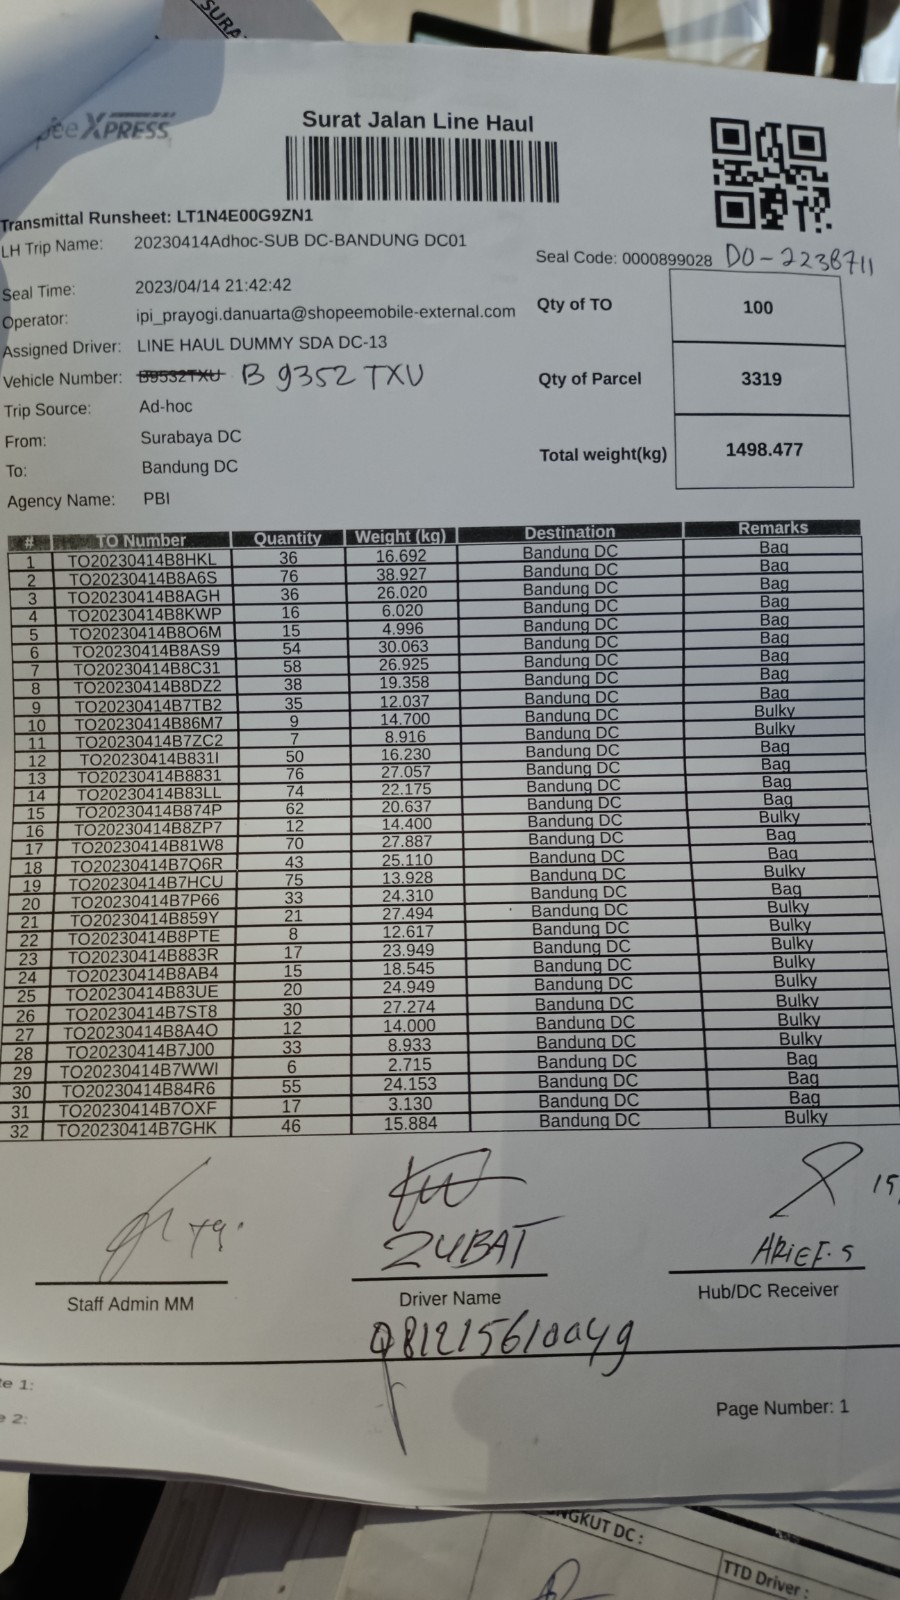 SURA
pee XPRESS
Surat Jalan Line Haul
Transmittal Runsheet: LT1N4E00G9ZN1
LH Trip Name: 20230414Adhoc-SUB DC-BANDUNG DC01
Seal Code: 0000899028 DO-2238711
Seal Time: 2023/04/14 21:42:42
Operator: ipi_prayogi.danuarta@shopeemobile-external.com
Assigned Driver: LINE HAUL DUMMY SDA DC-13
Vehicle Number: B9532TXU B 9352 TXU
Trip Source: Ad-hoc
From: Surabaya DC
To: Bandung DC
Agency Name: PBI
Qty of TO 100
Qty of Parcel 3319
Total weight(kg) 1498.477
# TO Number Quantity Weight (kg) Destination Remarks
1 TO20230414B8HKL 36 16.692 Bandung DC Bag
2 TO20230414B8A6S 76 38.927 Bandung DC Bag
3 TO20230414B8AGH 36 26.020 Bandung DC Bag
4 TO20230414B8KWP 16 6.020 Bandung DC Bag
5 TO20230414B8O6M 15 4.996 Bandung DC Bag
6 TO20230414B8AS9 54 30.063 Bandung DC Bag
7 TO20230414B8C31 58 26.925 Bandung DC Bag
8 TO20230414B8DZ2 38 19.358 Bandung DC Bag
9 TO20230414B7TB2 35 12.037 Bandung DC Bag
10 TO20230414B86M7 9 14.700 Bandung DC Bulky
11 TO20230414B7ZC2 7 8.916 Bandung DC Bulky
12 TO20230414B831I 50 16.230 Bandung DC Bag
13 TO20230414B8831 76 27.057 Bandung DC Bag
14 TO20230414B83LL 74 22.175 Bandung DC Bag
15 TO20230414B874P 62 20.637 Bandung DC Bag
16 TO20230414B8ZP7 12 14.400 Bandung DC Bulky
17 TO20230414B81W8 70 27.887 Bandung DC Bag
18 TO20230414B7Q6R 43 25.110 Bandung DC Bag
19 TO20230414B7HCU 75 13.928 Bandung DC Bulky
20 TO20230414B7P66 33 24.310 Bandung DC Bag
21 TO20230414B859Y 21 27.494 Bandung DC Bulky
22 TO20230414B8PTE 8 12.617 Bandung DC Bulky
23 TO20230414B883R 17 23.949 Bandung DC Bulky
24 TO20230414B8AB4 15 18.545 Bandung DC Bulky
25 TO20230414B83UE 20 24.949 Bandung DC Bulky
26 TO20230414B7ST8 30 27.274 Bandung DC Bulky
27 TO20230414B8A4O 12 14.000 Bandung DC Bulky
28 TO20230414B7J00 33 8.933 Bandung DC Bulky
29 TO20230414B7WWI 6 2.715 Bandung DC Bag
30 TO20230414B84R6 55 24.153 Bandung DC Bag
31 TO20230414B7OXF 17 3.130 Bandung DC Bag
32 TO20230414B7GHK 46 15.884 Bandung DC Bulky
ZUBAT
ARIEF.S
Staff Admin MM
Driver Name
Hub/DC Receiver
te 1:
e 2:
Page Number: 1
NGKUT DC :
TTD Driver :